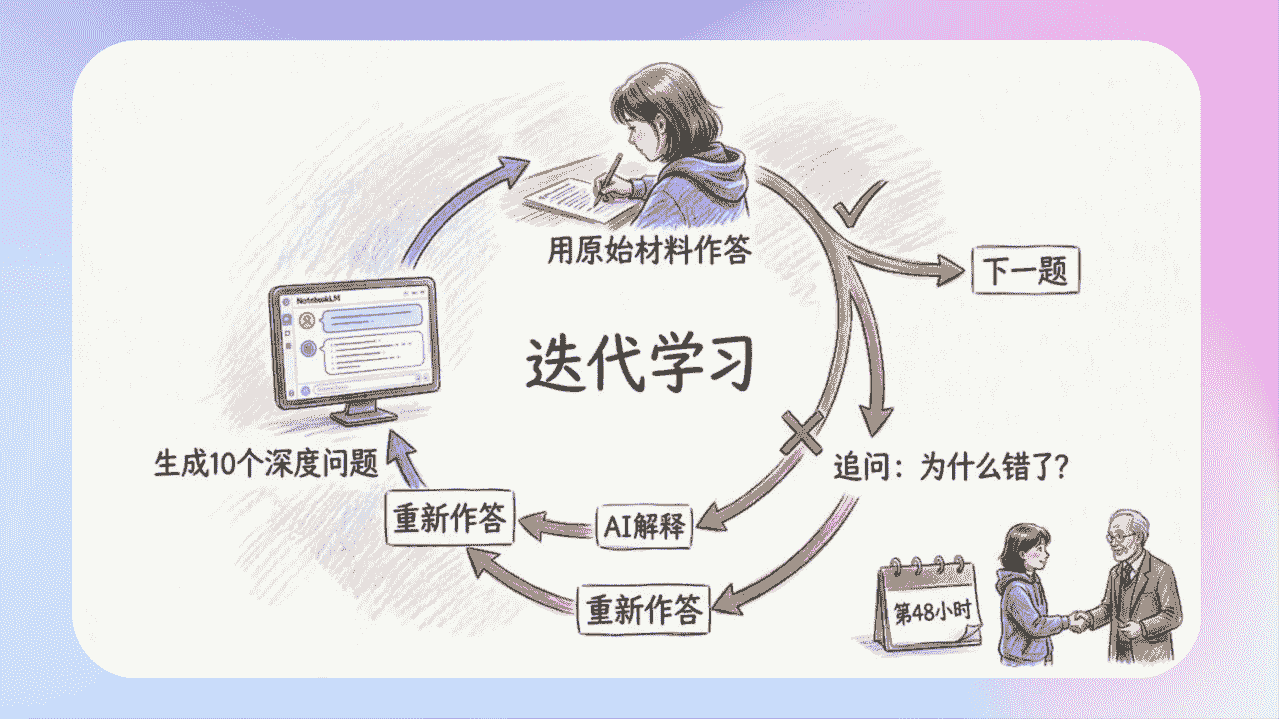 用原始材料作答
下一题
NotebookLM
迭代学习
生成10个深度问题
追问：为什么错了？
重新作答
AI解释
重新作答
第48小时